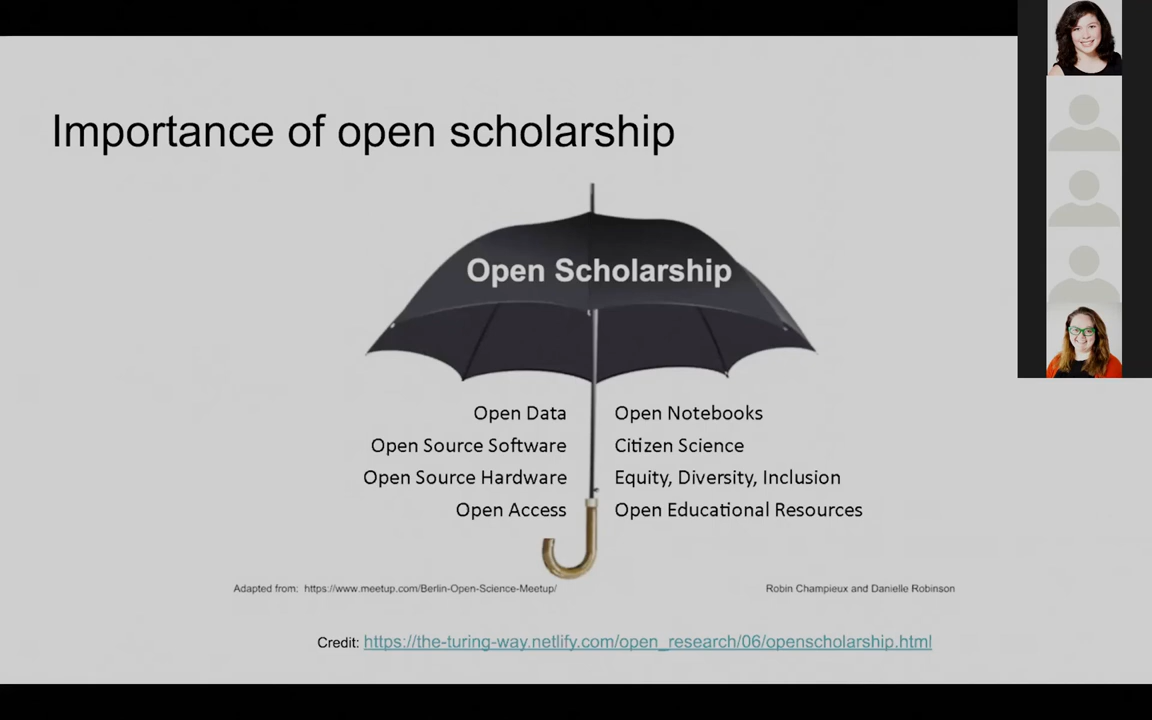 Importance of open scholarship
Open Scholarship
Open Data
Open Source Software
Open Source Hardware
Open Access
Open Notebooks
Citizen Science
Equity, Diversity, Inclusion
Open Educational Resources
Adapted from: https://www.meetup.com/Berlin-Open-Science-Meetup/
Robin Champieux and Danielle Robinson
Credit: https://the-turing-way.netlify.com/open_research/06/openscholarship.html